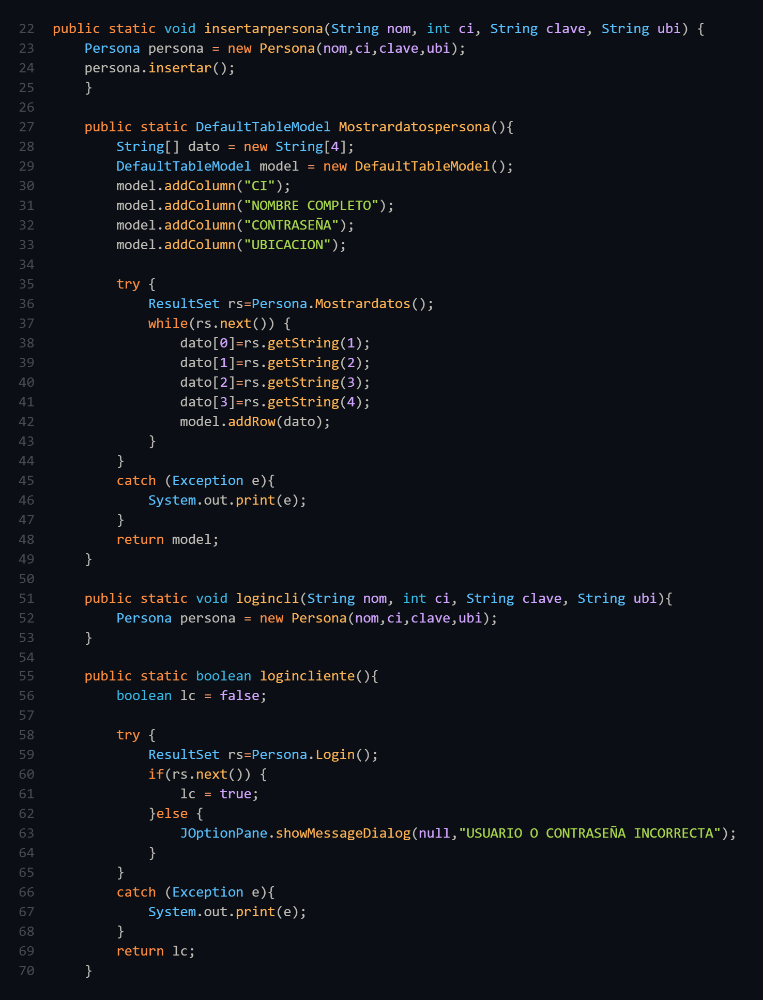 22 public static void insertarpersona(String nom, int ci, String clave, String ubi) {
23     Persona persona = new Persona(nom,ci,clave,ubi);
24     persona.insertar();
25     }
26
27     public static DefaultTableModel Mostrardatospersona(){
28         String[] dato = new String[4];
29         DefaultTableModel model = new DefaultTableModel();
30         model.addColumn("CI");
31         model.addColumn("NOMBRE COMPLETO");
32         model.addColumn("CONTRASEÑA");
33         model.addColumn("UBICACION");
34
35         try {
36             ResultSet rs=Persona.Mostrardatos();
37             while(rs.next()) {
38                 dato[0]=rs.getString(1);
39                 dato[1]=rs.getString(2);
40                 dato[2]=rs.getString(3);
41                 dato[3]=rs.getString(4);
42                 model.addRow(dato);
43             }
44         }
45         catch (Exception e){
46             System.out.print(e);
47         }
48         return model;
49     }
50
51     public static void logincli(String nom, int ci, String clave, String ubi){
52         Persona persona = new Persona(nom,ci,clave,ubi);
53     }
54
55     public static boolean logincliente(){
56         boolean lc = false;
57
58         try {
59             ResultSet rs=Persona.Login();
60             if(rs.next()) {
61                 lc = true;
62             }else {
63                 JOptionPane.showMessageDialog(null,"USUARIO O CONTRASEÑA INCORRECTA");
64             }
65         }
66         catch (Exception e){
67             System.out.print(e);
68         }
69         return lc;
70     }